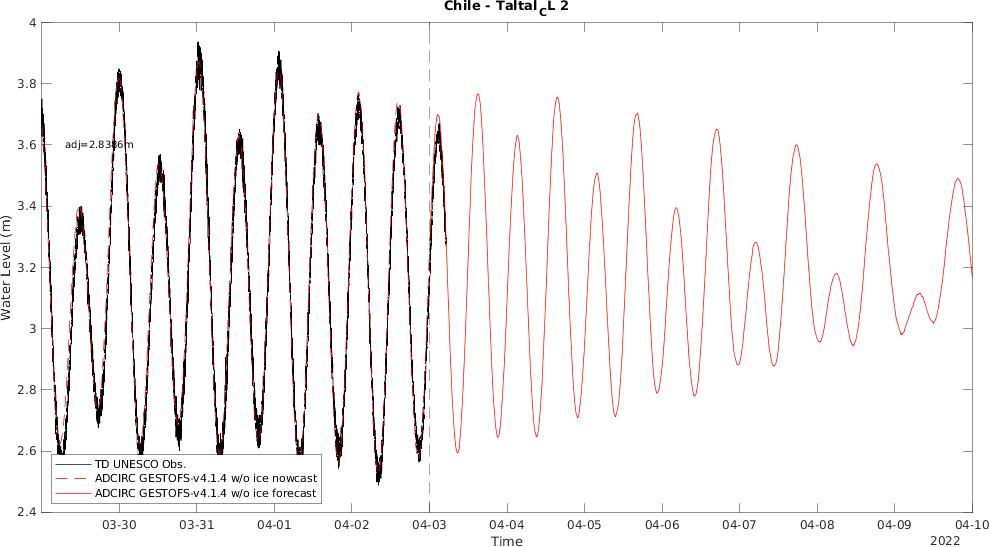 Chile - Taltal C L 2
4
3.8
3.6
3.4
3.2
3
2.8
2.6
2.4
Water Level (m)
adj=2.8386m
TD UNESCO Obs.
ADCIRC GESTOFS-v4.1.4 w/o ice nowcast
ADCIRC GESTOFS-v4.1.4 w/o ice forecast
03-30 03-31 04-01 04-02 04-03 04-04 04-05 04-06 04-07 04-08 04-09 04-10
Time
2022